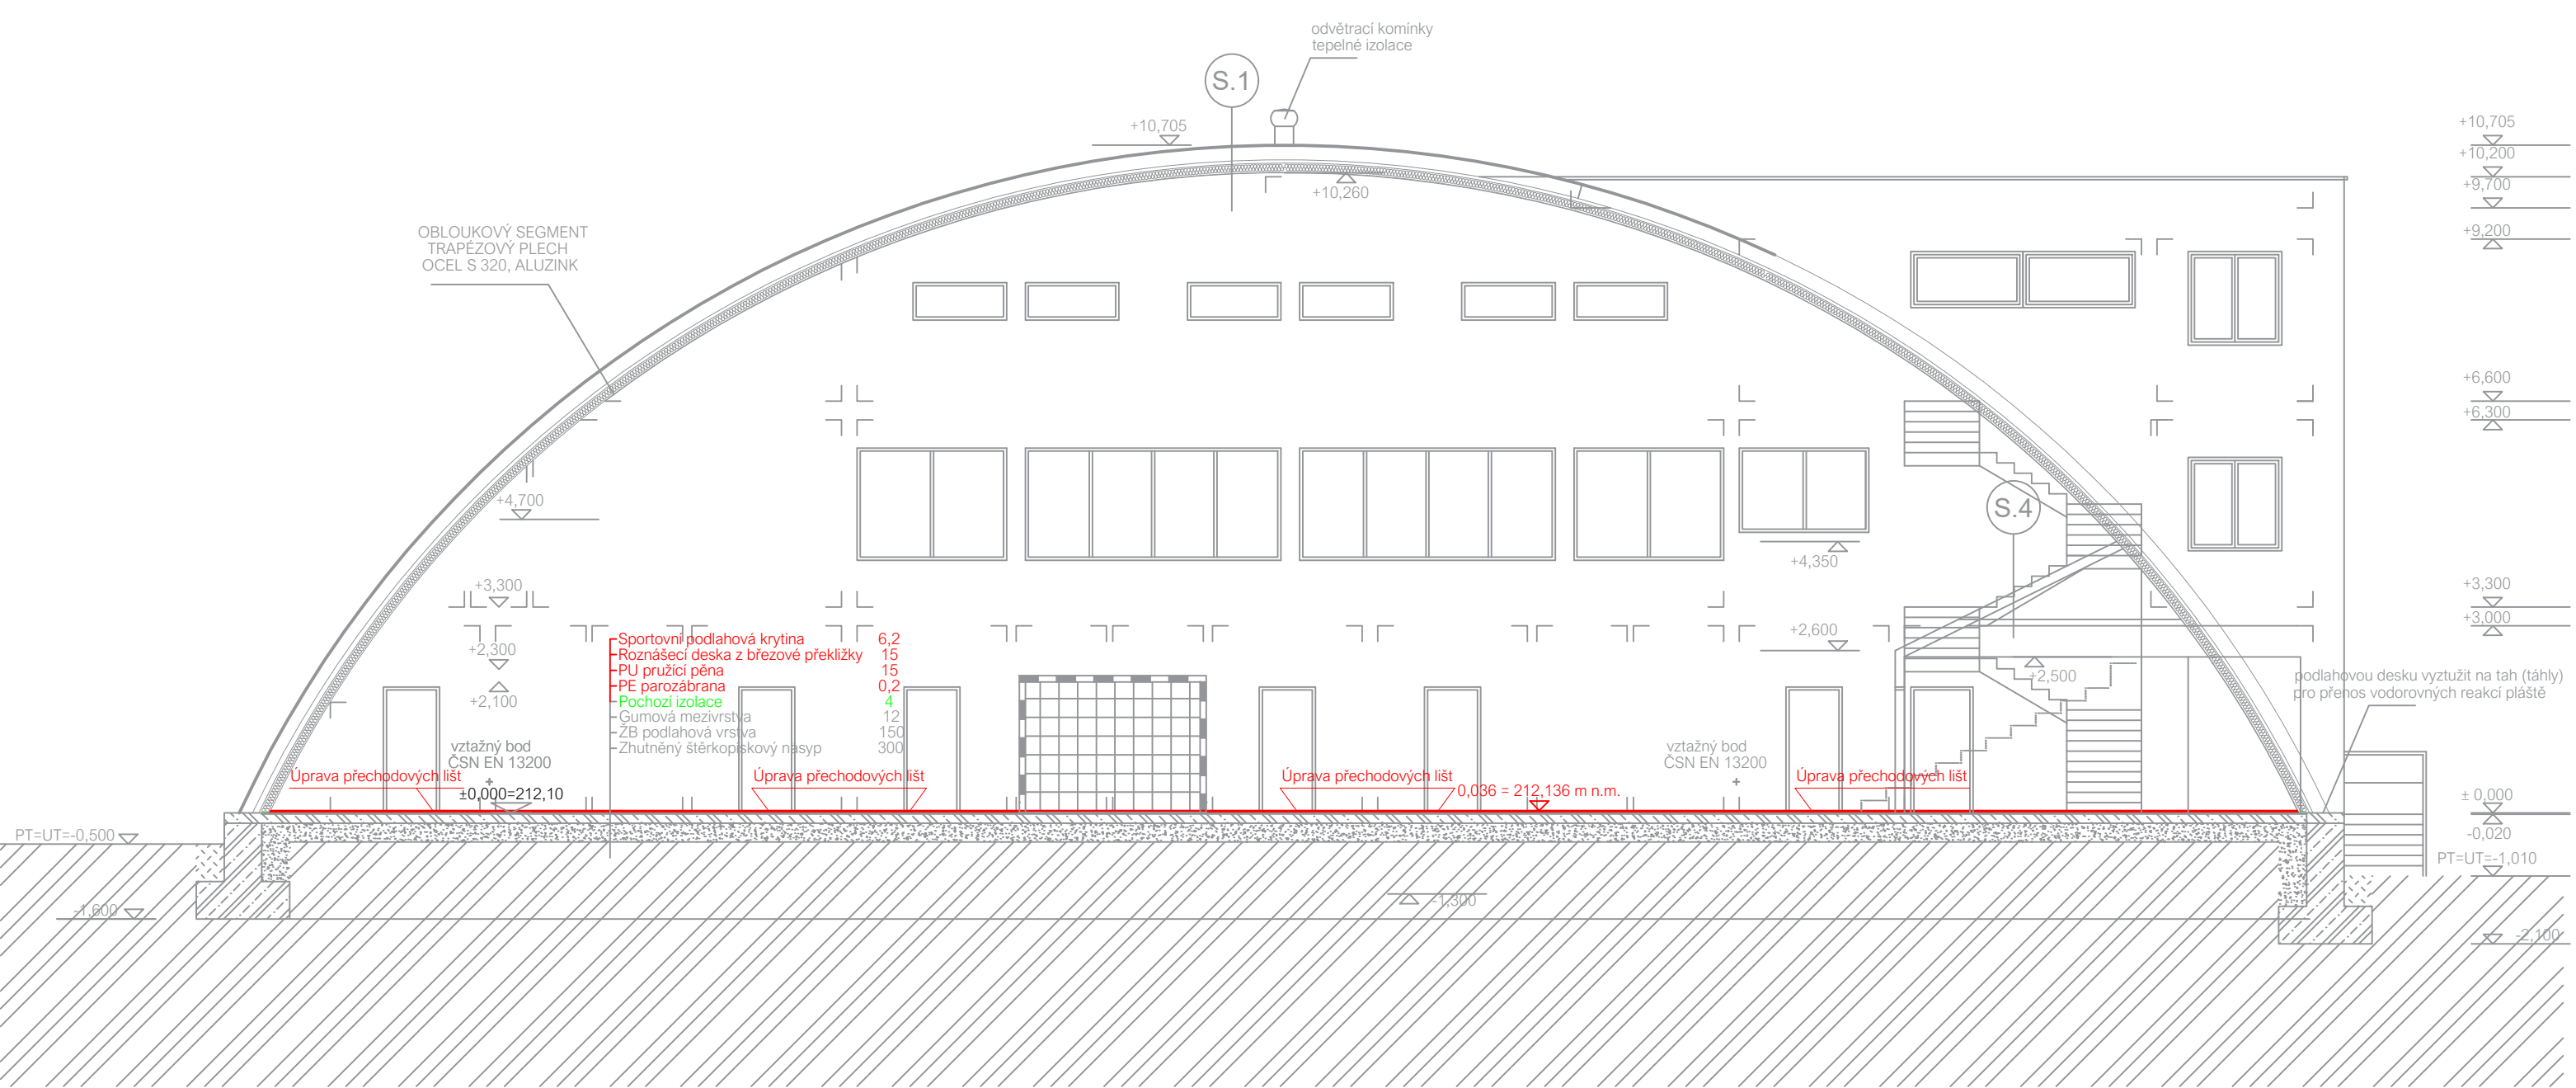 odvětrací komínky
tepelné izolace
S.1
+10,705
+10,705
+10,200
+10,260
+9,700
OBLOUKOVÝ SEGMENT
TRAPÉZOVÝ PLECH
OCEL S 320, ALUZINK
+9,200
+6,600
+6,300
+4,700
S.4
+4,350
+3,300
+3,300
+3,000
+2,600
Sportovní podlahová krytina 6,2
Roznášecí deska z březové překližky 15
PU pružící pěna 15
PE parozábrana 0,2
Pochozí izolace 4
Gumová mezivrstva 12
ŽB podlahová vrstva 150
Zhutněný štěrkopískový násyp 300
+2,300
+2,100
+2,500
podlahovou desku vyztužit na tah (táhly)
pro přenos vodorovných reakcí pláště
vztažný bod
ČSN EN 13200
vztažný bod
ČSN EN 13200
Úprava přechodových lišt
Úprava přechodových lišt
Úprava přechodových lišt
Úprava přechodových lišt
±0,000=212,10
0,036 = 212,136 m n.m.
± 0,000
-0,020
PT=UT=-0,500
PT=UT=-1,010
-1,600
-1,300
-2,100